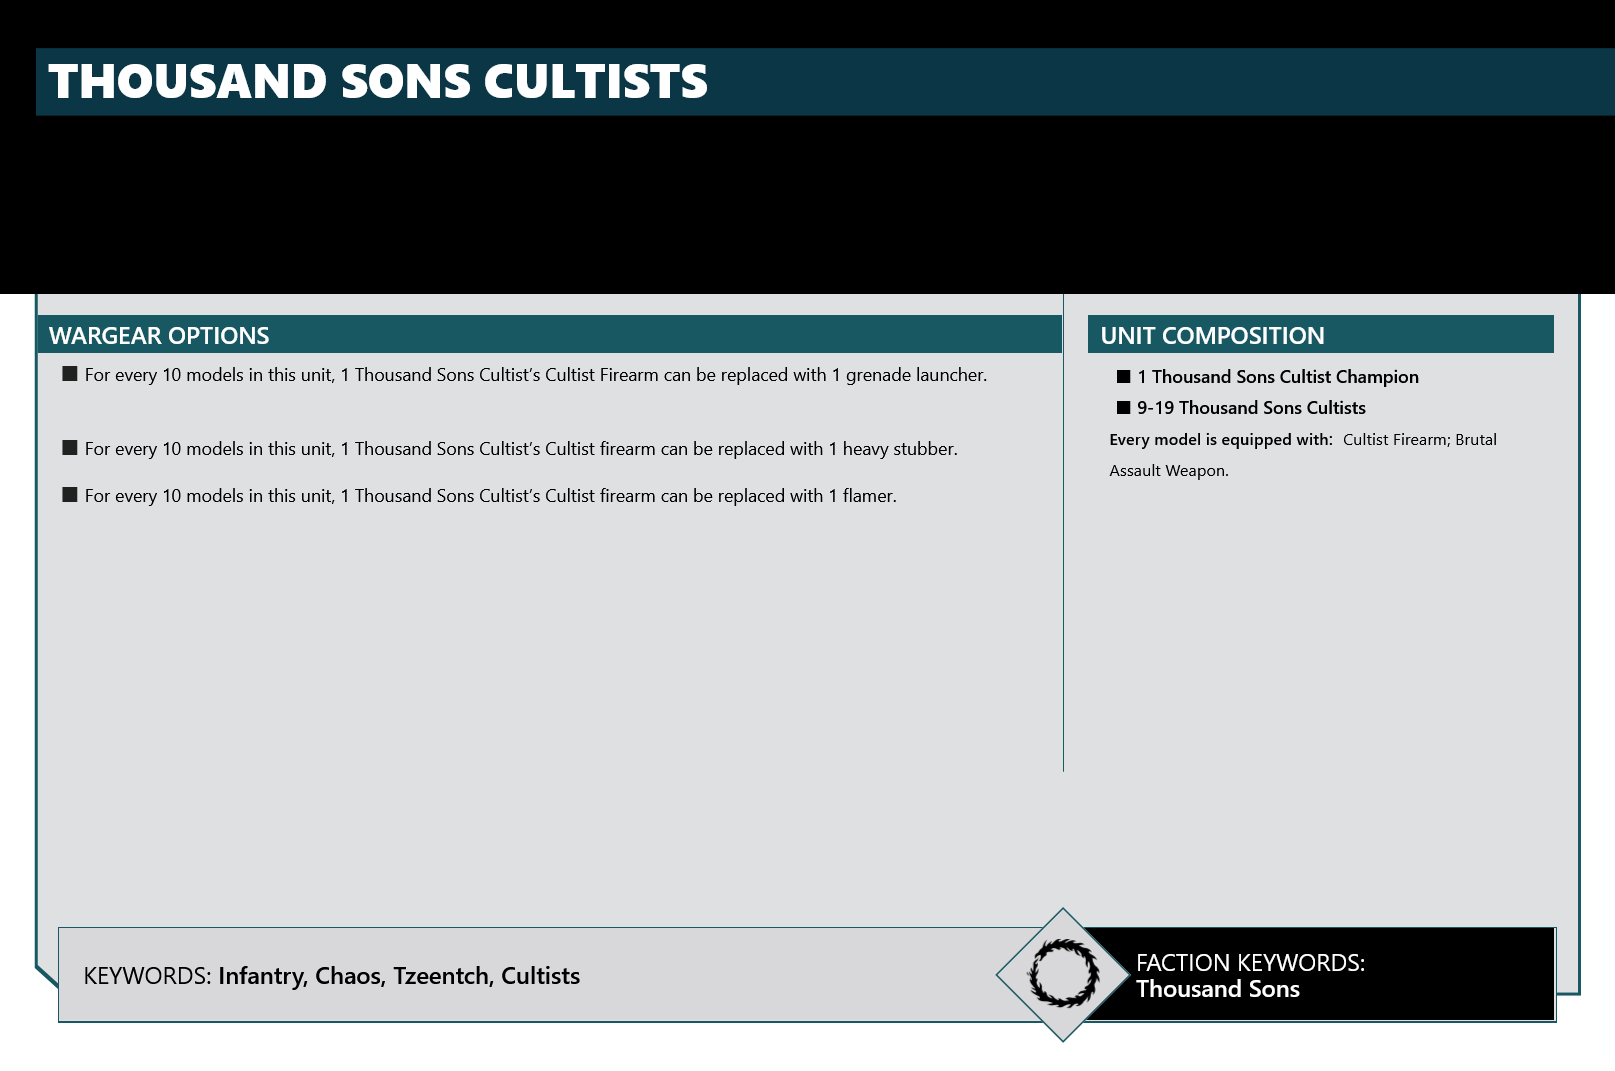 THOUSAND SONS CULTISTS
WARGEAR OPTIONS
■ For every 10 models in this unit, 1 Thousand Sons Cultist’s Cultist Firearm can be replaced with 1 grenade launcher.
■ For every 10 models in this unit, 1 Thousand Sons Cultist’s Cultist firearm can be replaced with 1 heavy stubber.
■ For every 10 models in this unit, 1 Thousand Sons Cultist’s Cultist firearm can be replaced with 1 flamer.
UNIT COMPOSITION
■ 1 Thousand Sons Cultist Champion
■ 9-19 Thousand Sons Cultists
Every model is equipped with: Cultist Firearm; Brutal
Assault Weapon.
KEYWORDS: Infantry, Chaos, Tzeentch, Cultists
FACTION KEYWORDS:
Thousand Sons